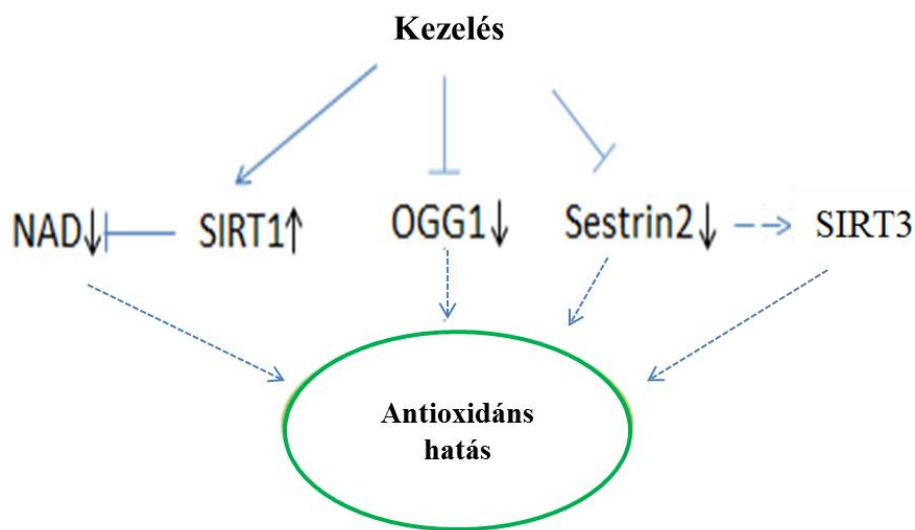 Kezelés
NAD↓ SIRT1↑ OGG1↓ Sestrin2↓ SIRT3
Antioxidáns
hatás